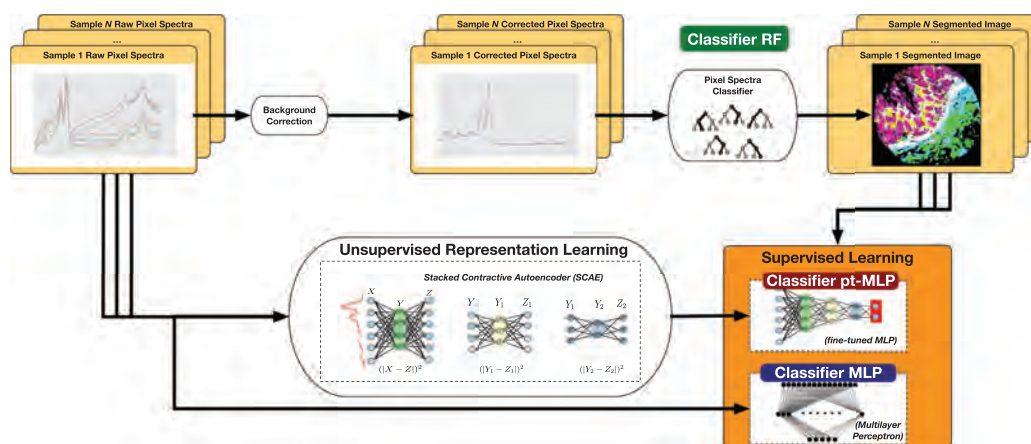 Sample N Raw Pixel Spectra
...
Sample 1 Raw Pixel Spectra
Background
Correction
Sample N Corrected Pixel Spectra
...
Sample 1 Corrected Pixel Spectra
Classifier RF
Pixel Spectra
Classifier
Sample N Segmented Image
...
Sample 1 Segmented Image
Unsupervised Representation Learning
Stacked Contractive Autoencoder (SCAE)
X Y Z
Y Y₁ Z₁
Y₁ Y₂ Z₂
(|X − Z|)²
(|Y₁ − Z₁|)²
(|Y₂ − Z₂|)²
Supervised Learning
Classifier pt-MLP
(fine-tuned MLP)
Classifier MLP
(Multilayer
Perceptron)